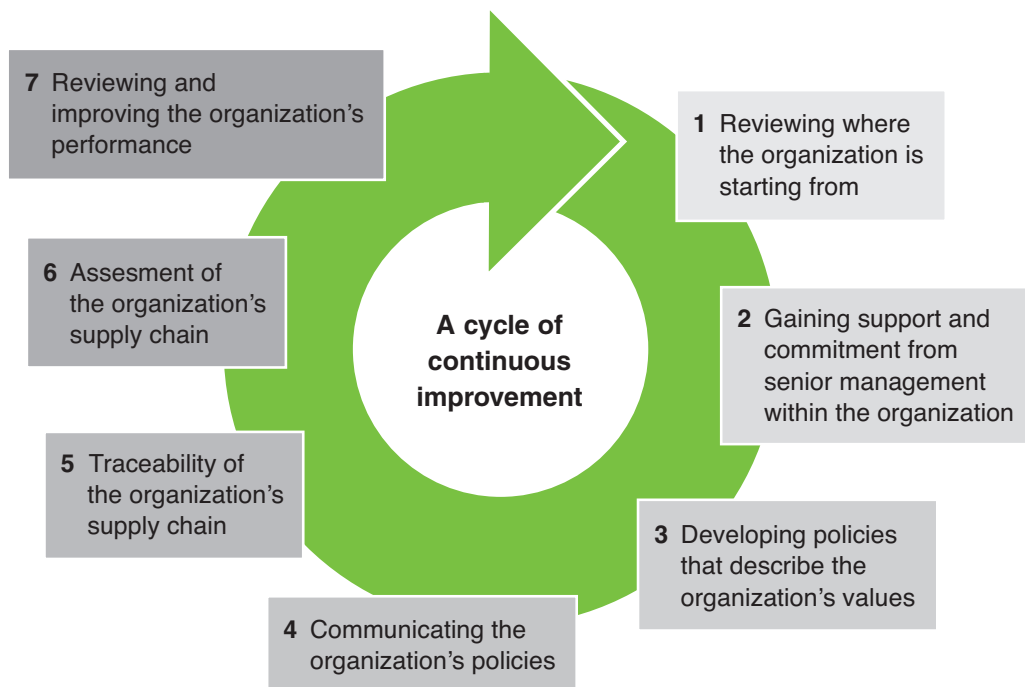 7 Reviewing and
improving the organization’s
performance
1 Reviewing where
the organization is
starting from
6 Assesment of
the organization’s
supply chain
A cycle of
continuous
improvement
2 Gaining support and
commitment from
senior management
within the organization
5 Traceability of
the organization’s
supply chain
3 Developing policies
that describe the
organization’s values
4 Communicating the
organization’s policies